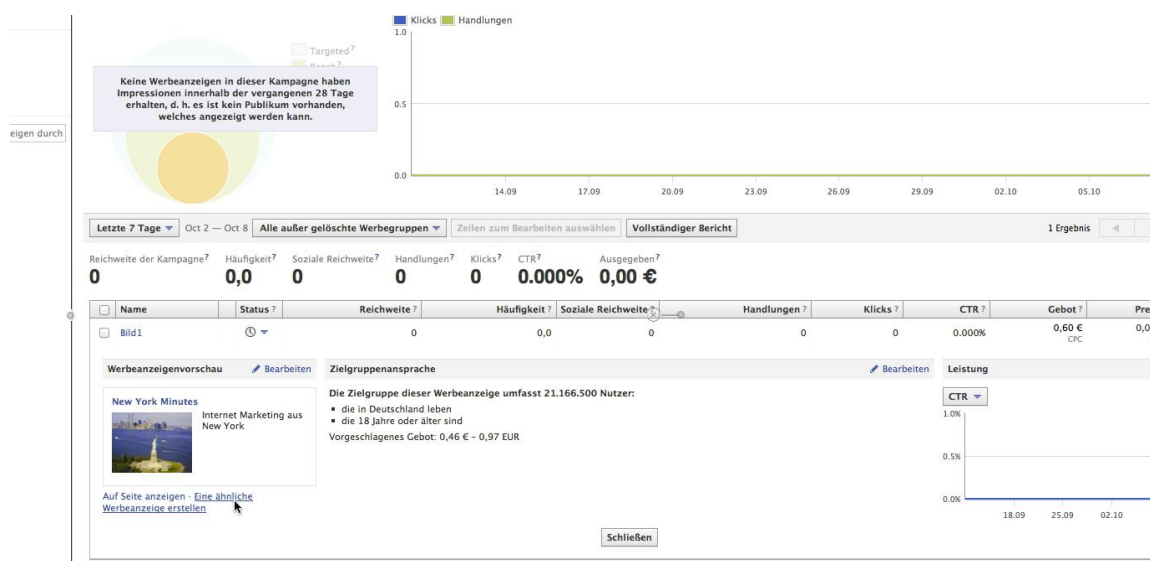 Klicks Handlungen
1.0
Targeted?
Keine Werbeanzeigen in dieser Kampagne haben
Impressionen innerhalb der vergangenen 28 Tage
erhalten, d. h. es ist kein Publikum vorhanden,
welches angezeigt werden kann.
0.5
eigen durch
0.0
14.09 17.09 20.09 23.09 26.09 29.09 02.10 05.10
Letzte 7 Tage Oct 2 — Oct 8 Alle außer gelöschte Werbegruppen Zeilen zum Bearbeiten auswählen Vollständiger Bericht 1 Ergebnis
Reichweite der Kampagne? Häufigkeit? Soziale Reichweite? Handlungen? Klicks? CTR? Ausgegeben?
0 0,0 0 0 0 0.000% 0,00 €
Name Status ? Reichweite ? Häufigkeit ? Soziale Reichweite ? Handlungen ? Klicks ? CTR ? Gebot ? Pre
Bild1 0 0,0 0 0 0 0.000% 0,60 € 0,0
CPC
Werbeanzeigenvorschau Bearbeiten Zielgruppenansprache Bearbeiten Leistung
New York Minutes
Internet Marketing aus
New York
Die Zielgruppe dieser Werbeanzeige umfasst 21.166.500 Nutzer:
die in Deutschland leben
die 18 Jahre oder älter sind
Vorgeschlagenes Gebot: 0,46 € – 0,97 EUR
CTR
1.0%
0.5%
0.0%
18.09 25.09 02.10
Auf Seite anzeigen · Eine ähnliche
Werbeanzeige erstellen
Schließen